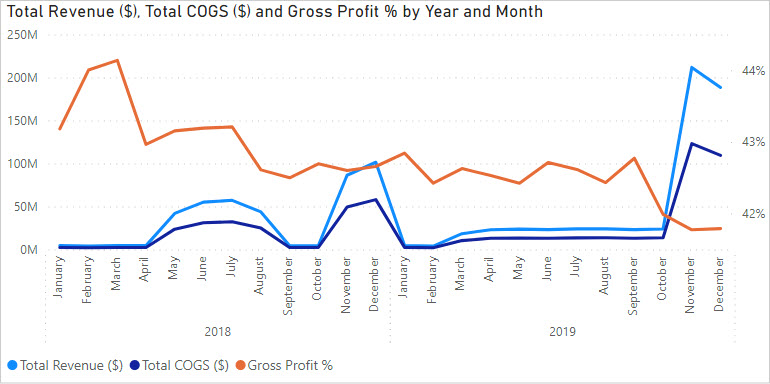 Total Revenue ($), Total COGS ($) and Gross Profit % by Year and Month
250M
200M
150M
100M
50M
0M
44%
43%
42%
January
February
March
April
May
June
July
August
September
October
November
December
January
February
March
April
May
June
July
August
September
October
November
December
2018
2019
Total Revenue ($) Total COGS ($) Gross Profit %